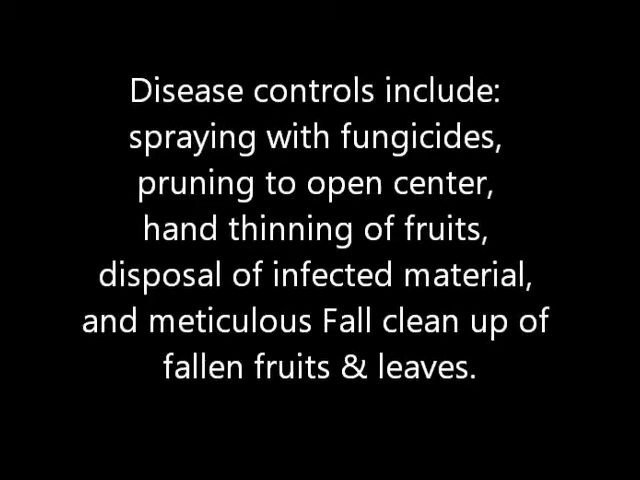 Disease controls include:
spraying with fungicides,
pruning to open center,
hand thinning of fruits,
disposal of infected material,
and meticulous Fall clean up of
fallen fruits & leaves.